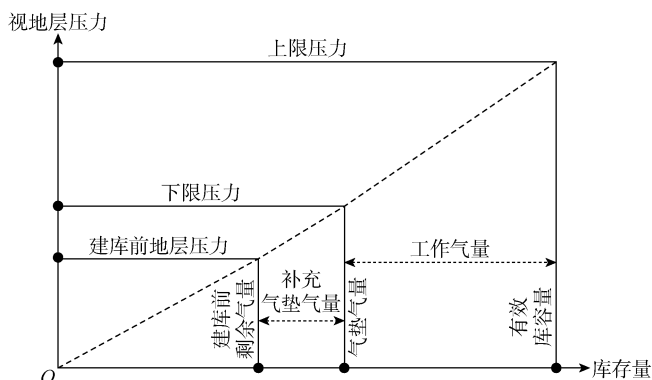 视地层压力
上限压力
下限压力
建库前地层压力
工作气量
补充
气垫气量
建库前
剩余气量
气垫气量
有效
库容量
O
库存量